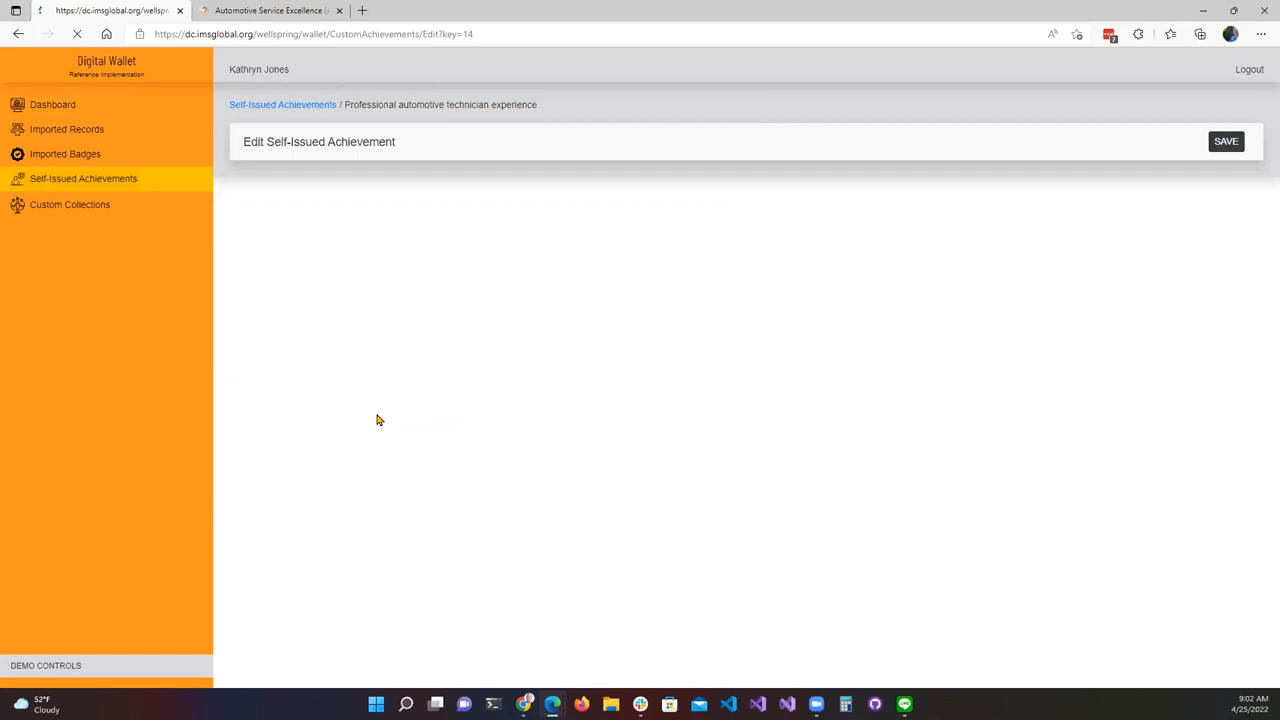 https://dc.imsglobal.org/wellspr
Automotive Service Excellence (A
https://dc.imsglobal.org/wellspring/wallet/CustomAchievements/Edit?key=14
7
Digital Wallet
Reference Implementation
Kathryn Jones
Logout
Dashboard
Imported Records
Imported Badges
Self-Issued Achievements
Custom Collections
Self-Issued Achievements / Professional automotive technician experience
Edit Self-Issued Achievement
SAVE
DEMO CONTROLS
52°F
Cloudy
9:02 AM
4/25/2022